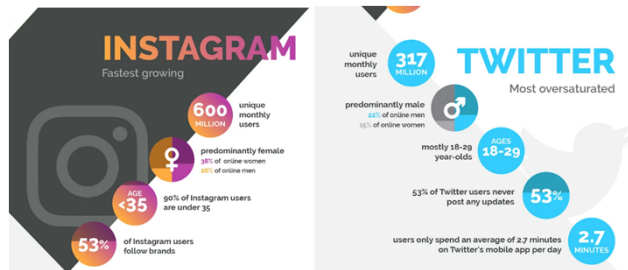 INSTAGRAM
Fastest growing
600
MILLION
unique
monthly
users
predominantly female
38% of online women
26% of online men
AGE
<35
90% of Instagram users
are under 35
53%
of Instagram users
follow brands
TWITTER
Most oversaturated
unique
monthly
users
317
MILLION
predominantly male
22% of online men
15% of online women
mostly 18-29
year-olds
AGES
18-29
53% of Twitter users never
post any updates
53%
users only spend an average of 2.7 minutes
on Twitter's mobile app per day
2.7
MINUTES